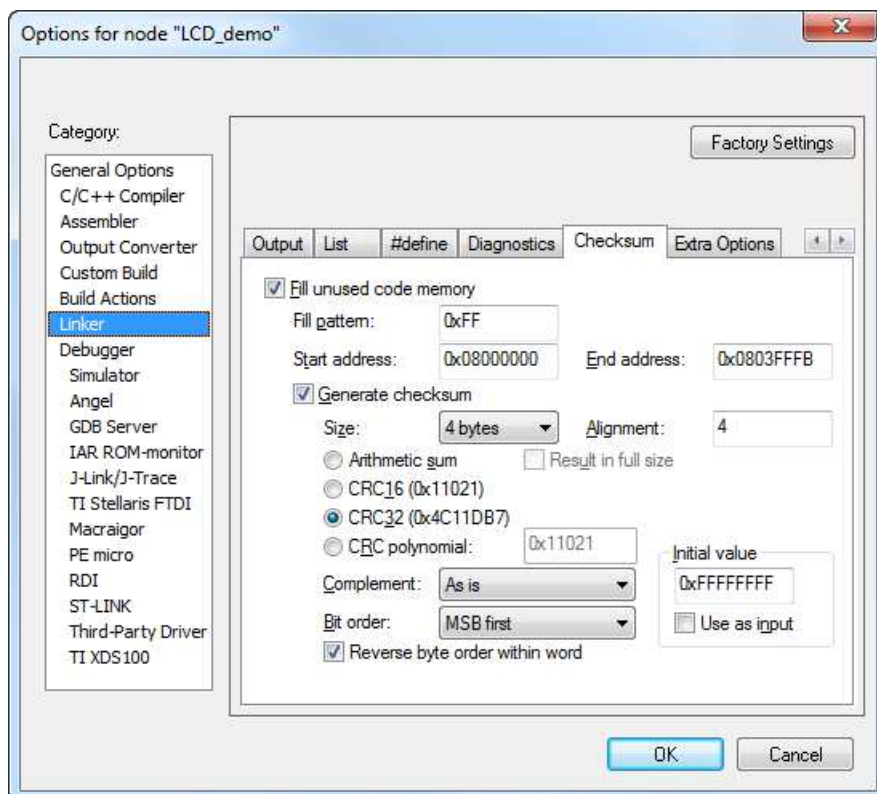 Options for node "LCD_demo"
X
Category:
General Options
C/C++ Compiler
Assembler
Output Converter
Custom Build
Build Actions
Linker
Debugger
Simulator
Angel
GDB Server
IAR ROM-monitor
J-Link/J-Trace
TI Stellaris FTDI
Macraigor
PE micro
RDI
ST-LINK
Third-Party Driver
TI XDS100
Factory Settings
Output List #define Diagnostics Checksum Extra Options
Fill unused code memory
Fill pattern: 0xFF
Start address: 0x08000000 End address: 0x0803FFFB
Generate checksum
Size: 4 bytes Alignment: 4
Arithmetic sum Result in full size
CRC16 (0x11021)
CRC32 (0x4C11DB7)
CRC polynomial: 0x11021
Initial value
Complement: As is 0xFFFFFFFF
Bit order: MSB first Use as input
Reverse byte order within word
OK Cancel